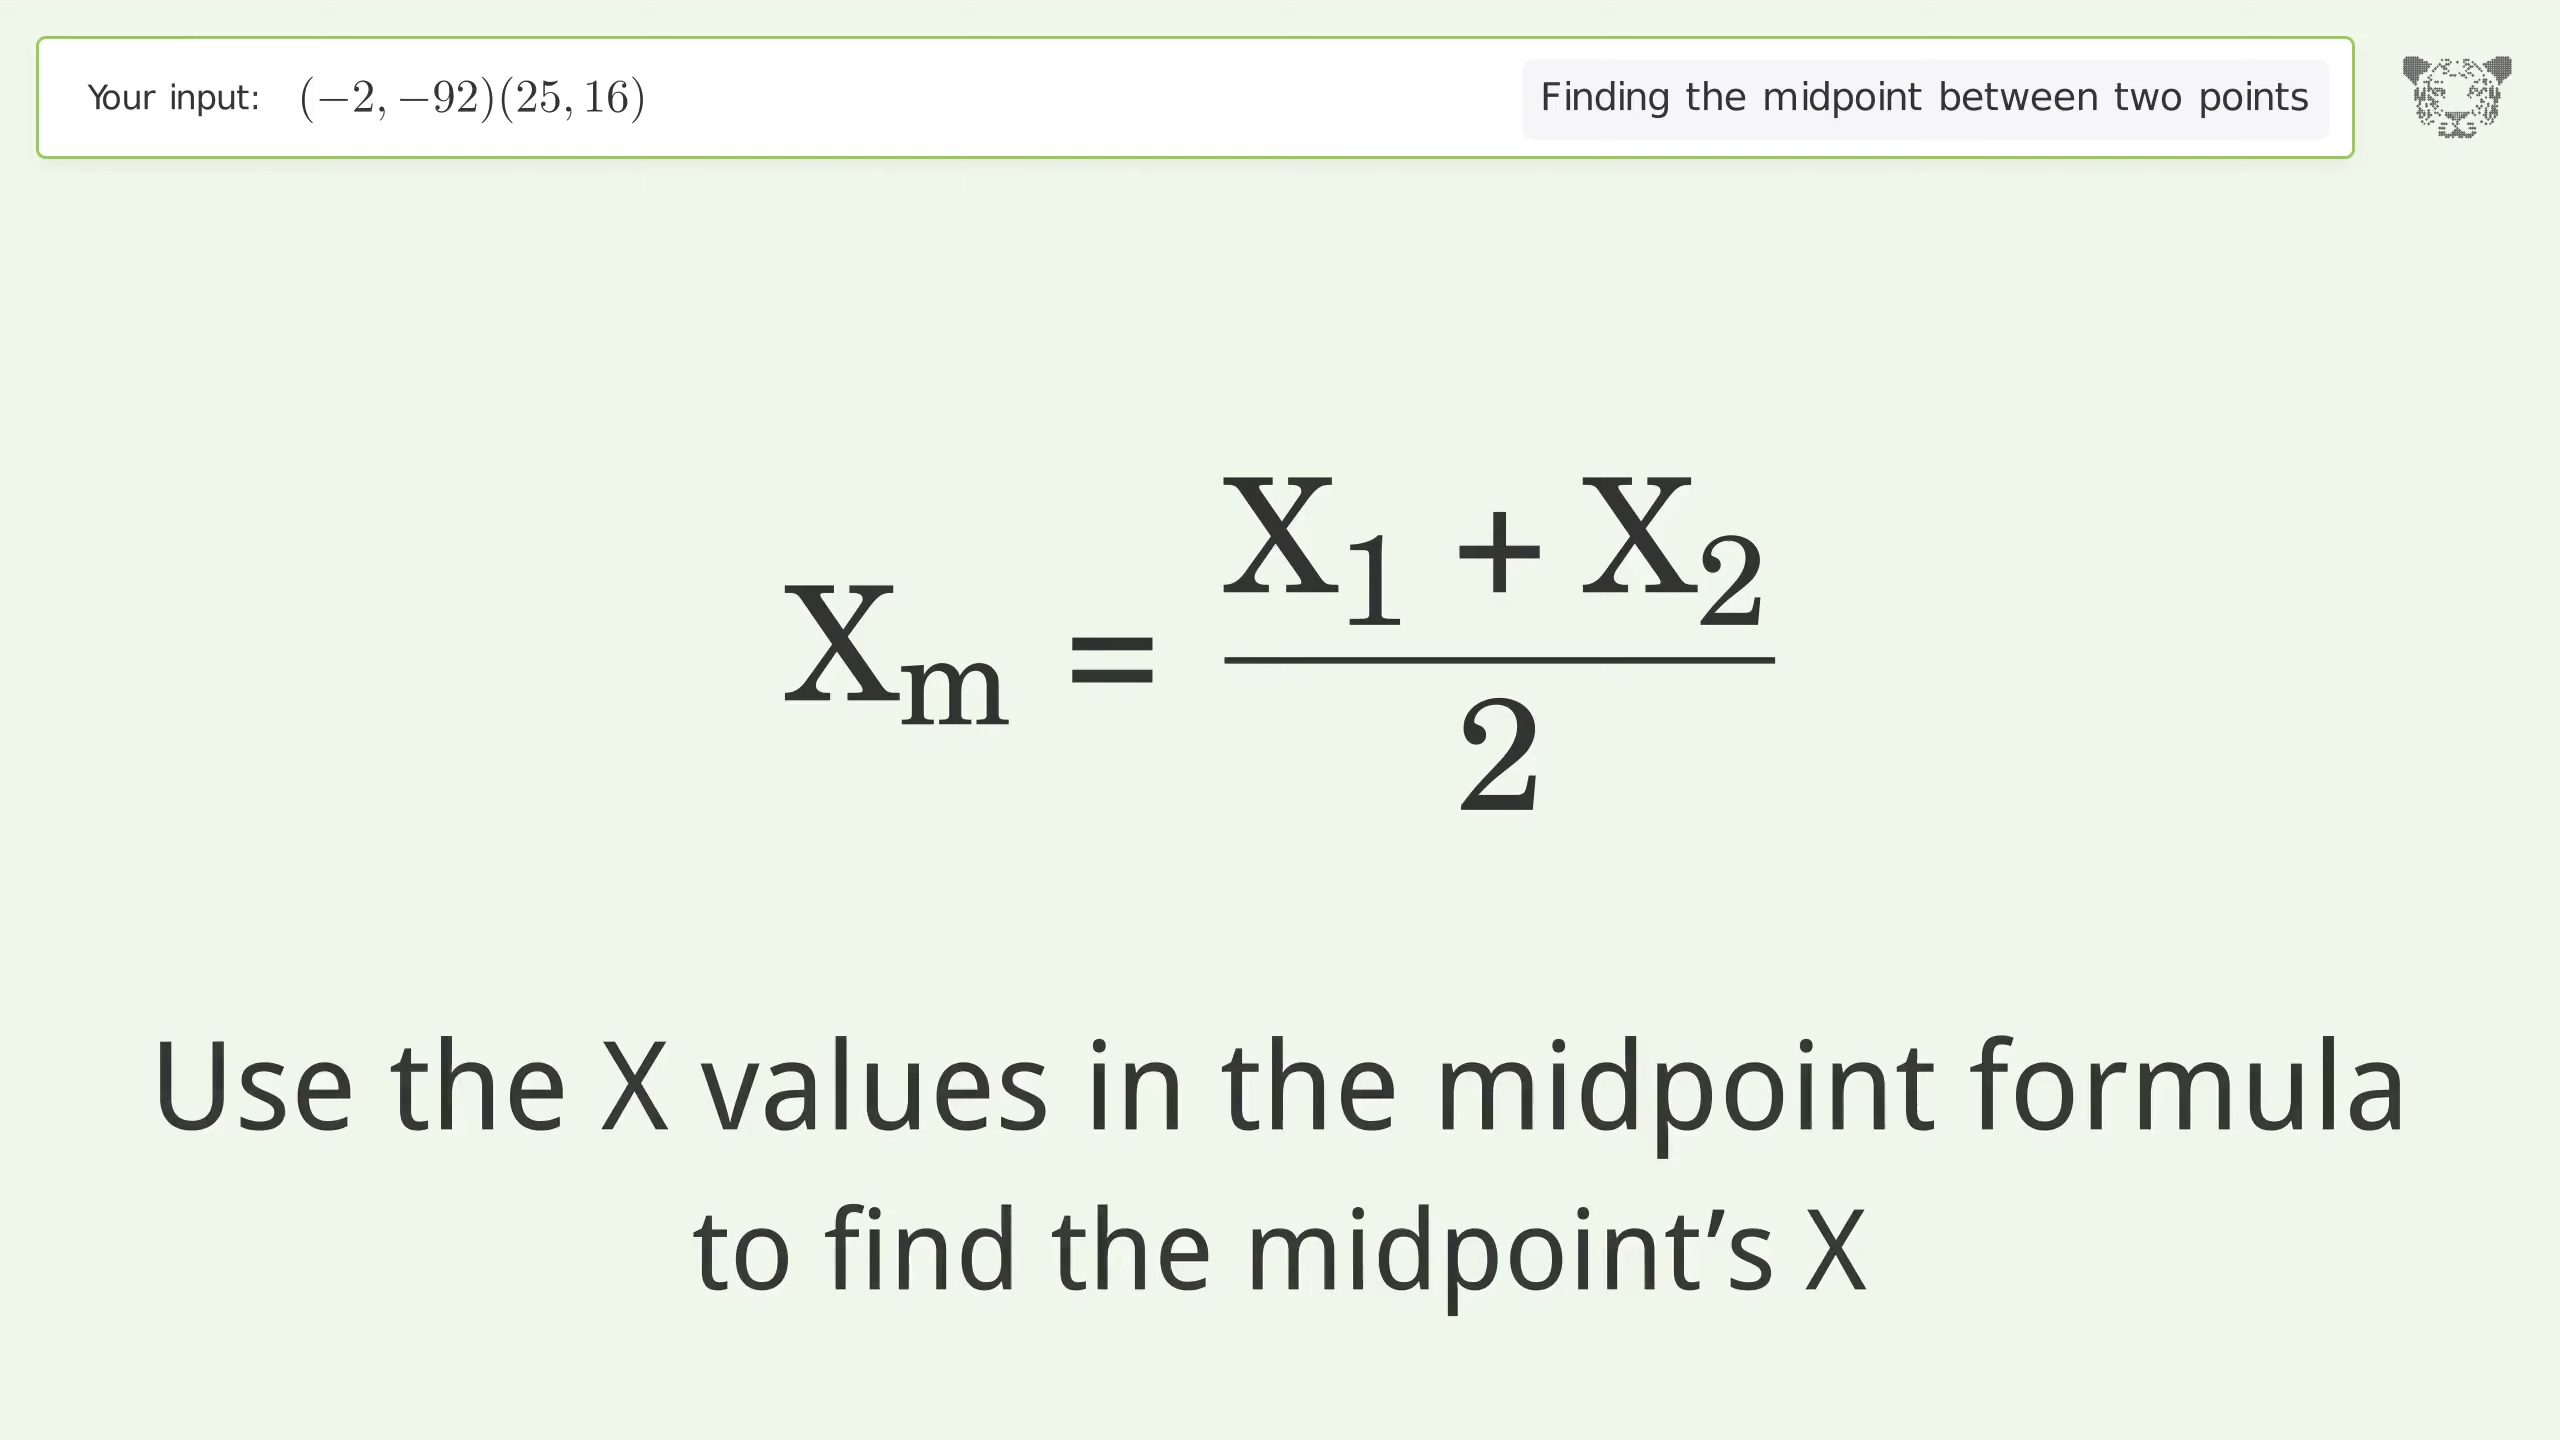 Your input: (−2, −92)(25, 16)
Finding the midpoint between two points
Xm = X1 + X2 / 2
Use the X values in the midpoint formula
to find the midpoint’s X